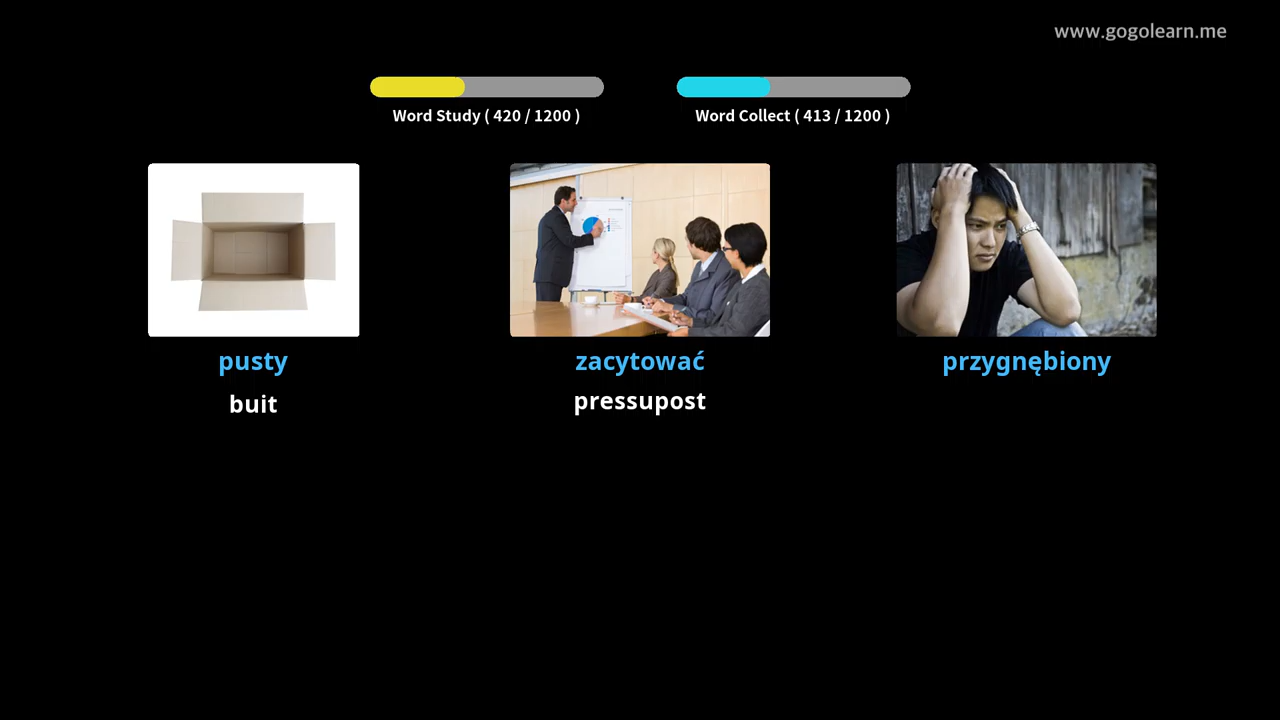 www.gogolearn.me
Word Study ( 420 / 1200 )
Word Collect ( 413 / 1200 )
pusty
zacytować
przygnębiony
buit
pressupost